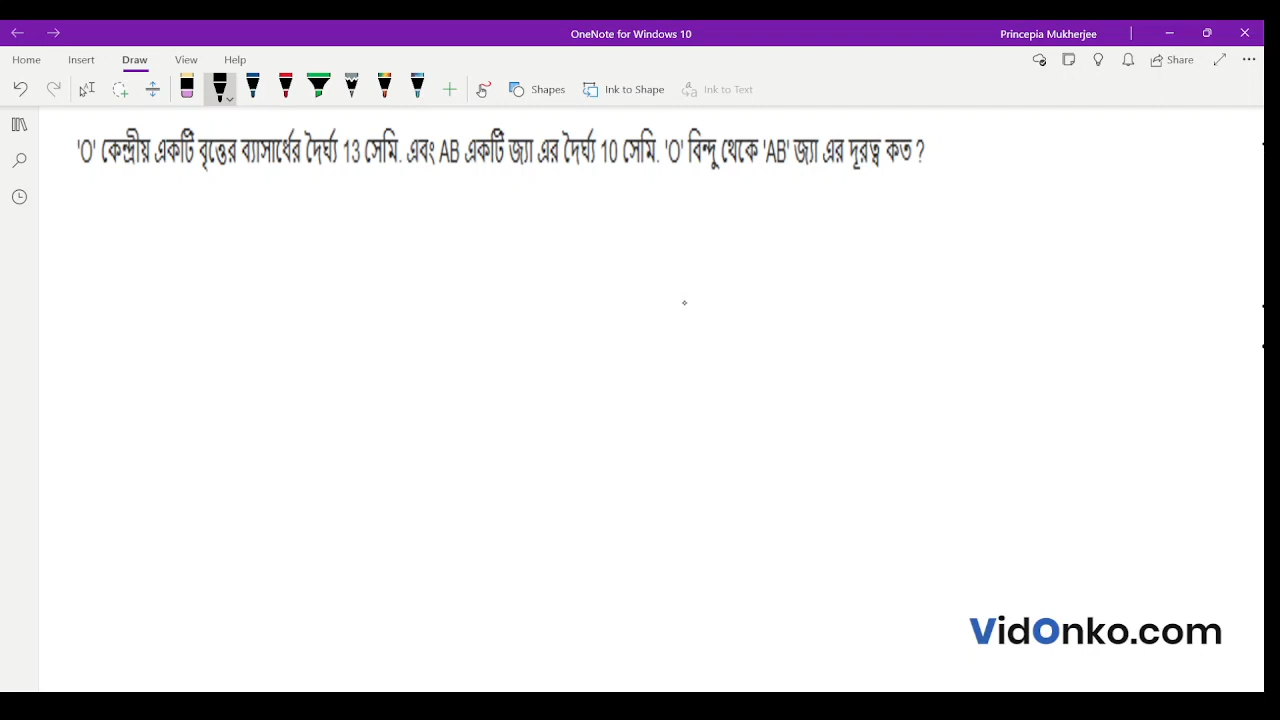 OneNote for Windows 10
Princepia Mukherjee
Home Insert Draw View Help
Share
Shapes
Ink to Shape
Ink to Text
'O' কেন্দ্রীয় একটি বৃত্তের ব্যাসার্ধের দৈর্ঘ্য 13 সেমি. এবং AB একটি জ্যা এর দৈর্ঘ্য 10 সেমি. 'O' বিন্দু থেকে 'AB' জ্যা এর দূরত্ব কত ?
VidOnko.com